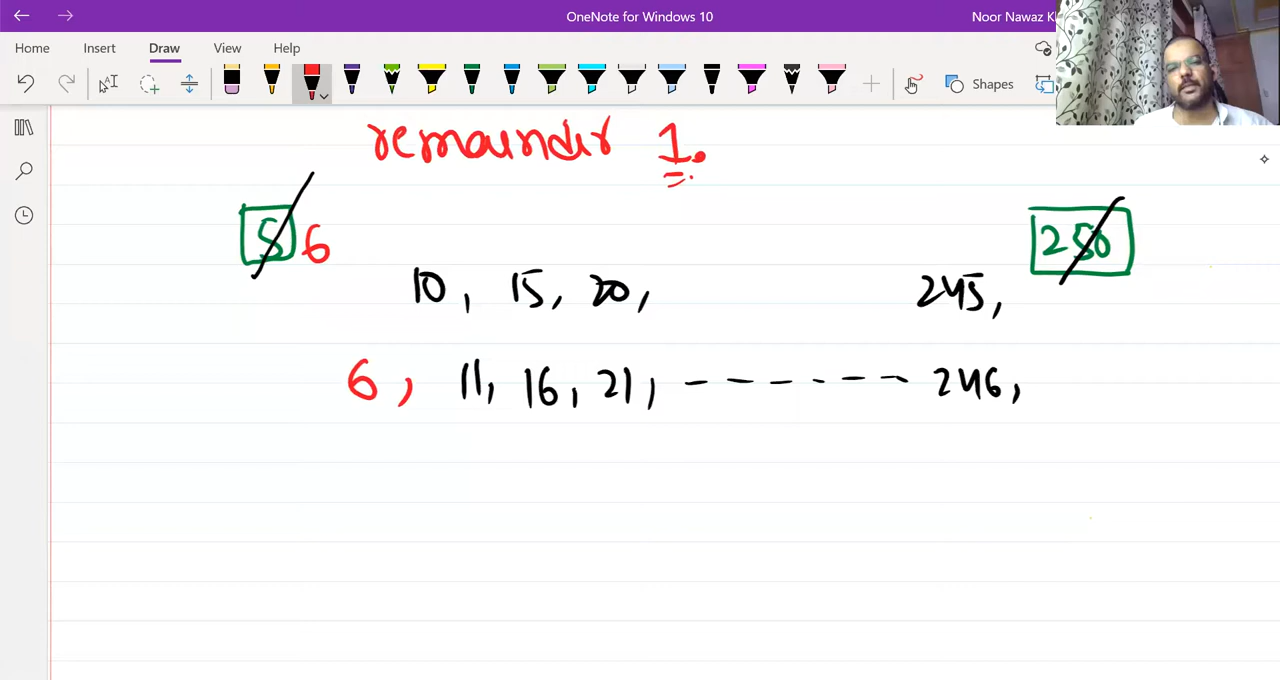 OneNote for Windows 10
Noor Nawaz K
Home Insert Draw View Help
Shapes
remainder 1.
5 6 250
10, 15, 20, 245,
6, 11, 16, 21, ------- 246,